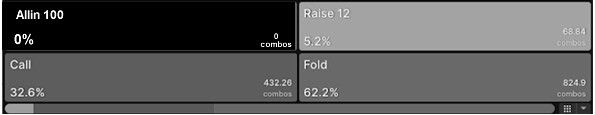 Allin 100
0%
0
combos
Raise 12
5.2%
68.84
combos
Call
32.6%
432.26
combos
Fold
62.2%
824.9
combos